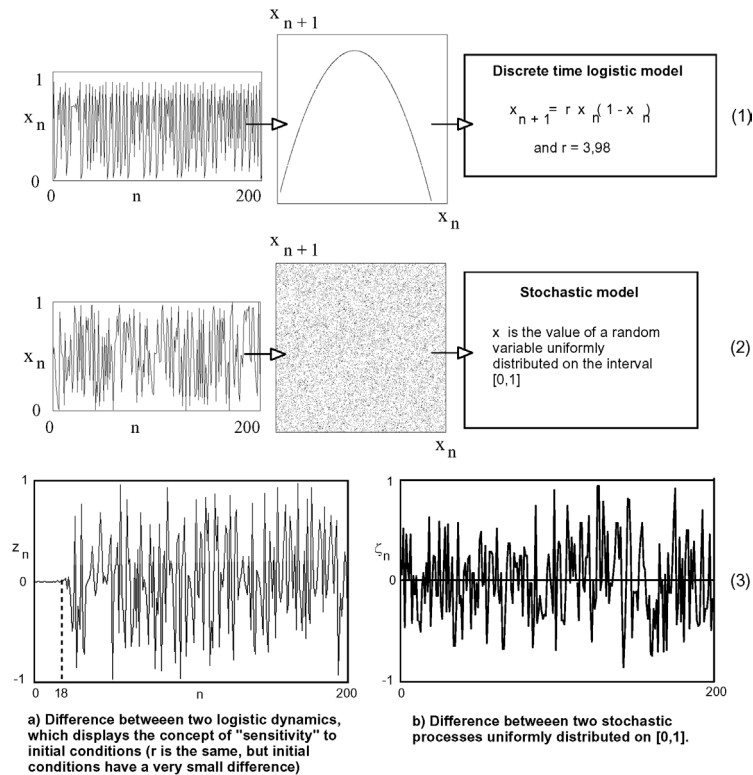 x n + 1
1
x n
0
0
n
200
x n
Discrete time logistic model
x n + 1 = r x n ( 1 - x n )
and r = 3,98
(1)
x n + 1
1
x n
0
0
n
200
x n
Stochastic model
x is the value of a random
variable uniformly
distributed on the interval
[0,1]
(2)
1
z n
0
-1
0
18
n
200
1
ξ n
0
-1
0
200
(3)
a) Difference betweeen two logistic dynamics,
which displays the concept of "sensitivity" to
initial conditions (r is the same, but initial
conditions have a very small difference)
b) Difference betweeen two stochastic
processes uniformly distributed on [0,1].